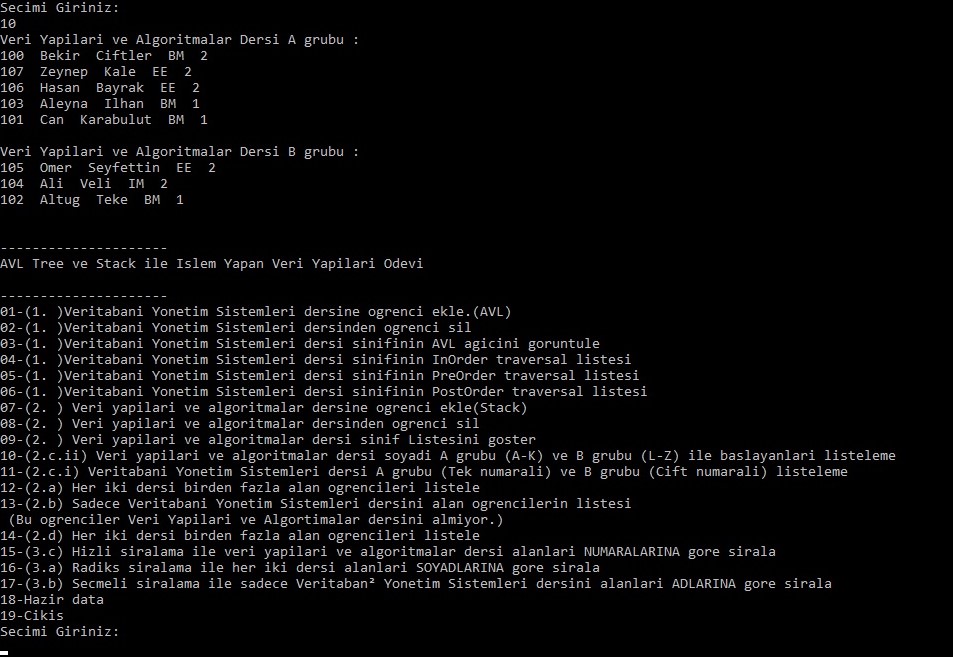 Secimi Giriniz:
10
Veri Yapilari ve Algoritmalar Dersi A grubu :
100  Bekir  Ciftler  BM  2
107  Zeynep  Kale  EE  2
106  Hasan  Bayrak  EE  2
103  Aleyna  Ilhan  BM  1
101  Can  Karabulut  BM  1
Veri Yapilari ve Algoritmalar Dersi B grubu :
105  Omer  Seyfettin  EE  2
104  Ali  Veli  IM  2
102  Altug  Teke  BM  1
---------------------
AVL Tree ve Stack ile Islem Yapan Veri Yapilari Odevi
---------------------
01-(1. )Veritabani Yonetim Sistemleri dersine ogrenci ekle.(AVL)
02-(1. )Veritabani Yonetim Sistemleri dersinden ogrenci sil
03-(1. )Veritabani Yonetim Sistemleri dersi sinifinin AVL agicini goruntule
04-(1. )Veritabani Yonetim Sistemleri dersi sinifinin InOrder traversal listesi
05-(1. )Veritabani Yonetim Sistemleri dersi sinifinin PreOrder traversal listesi
06-(1. )Veritabani Yonetim Sistemleri dersi sinifinin PostOrder traversal listesi
07-(2. ) Veri yapilari ve algoritmalar dersine ogrenci ekle(Stack)
08-(2. ) Veri yapilari ve algoritmalar dersinden ogrenci sil
09-(2. ) Veri yapilari ve algoritmalar dersi sinif Listesini goster
10-(2.c.ii) Veri yapilari ve algoritmalar dersi soyadi A grubu (A-K) ve B grubu (L-Z) ile baslayanlari listeleme
11-(2.c.i) Veritabani Yonetim Sistemleri dersi A grubu (Tek numarali) ve B grubu (Cift numarali) listeleme
12-(2.a) Her iki dersi birden fazla alan ogrencileri listele
13-(2.b) Sadece Veritabani Yonetim Sistemleri dersini alan ogrencilerin listesi
(Bu ogrenciler Veri Yapilari ve Algortimalar dersini almiyor.)
14-(2.d) Her iki dersi birden fazla alan ogrencileri listele
15-(3.c) Hizli siralama ile veri yapilari ve algoritmalar dersi alanlari NUMARALARINA gore sirala
16-(3.a) Radiks siralama ile her iki dersi alanlari SOYADLARINA gore sirala
17-(3.b) Secmeli siralama ile sadece Veritaban² Yonetim Sistemleri dersini alanlari ADLARINA gore sirala
18-Hazir data
19-Cikis
Secimi Giriniz: